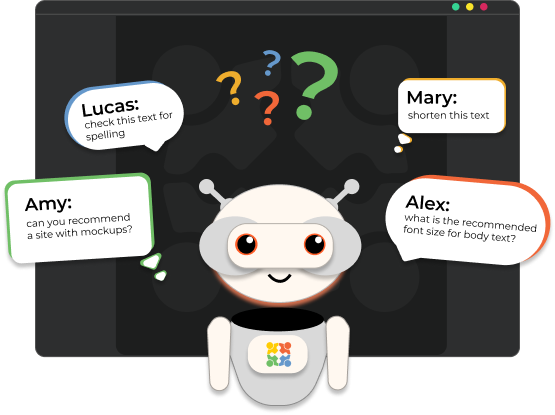 ? ? ? ?
Lucas:
check this text for
spelling
Mary:
shorten this text
Amy:
can you recommend
a site with mockups?
Alex:
what is the recommended
font size for body text?